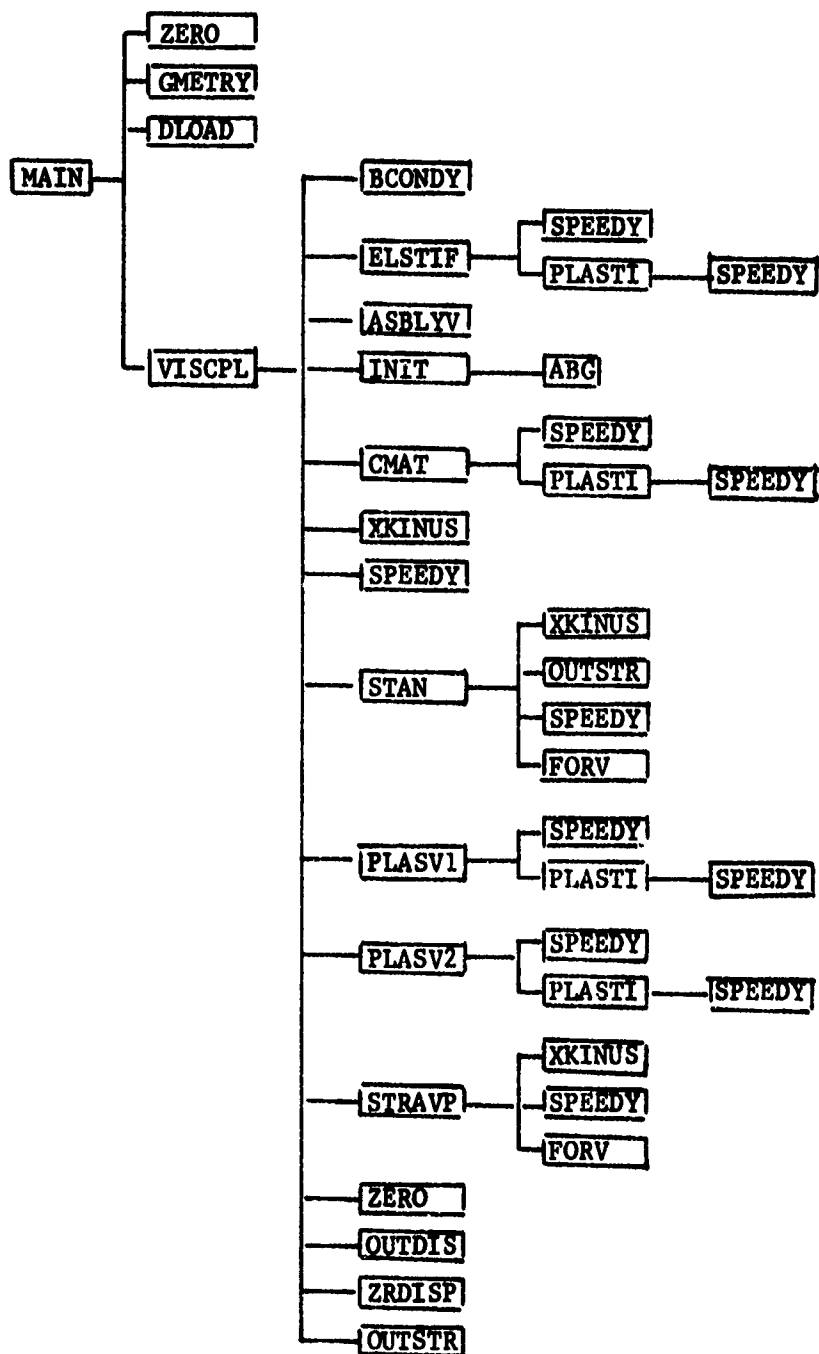 ZERO
GMETRY
DLOAD
MAIN
BCONDY
SPEEDY
ELSTIF
PLASTI
SPEEDY
ASBLYV
VISCPL
INIT
ABG
SPEEDY
CMAT
PLASTI
SPEEDY
XKINUS
SPEEDY
XKINUS
OUTSTR
STAN
SPEEDY
FORV
SPEEDY
PLASV1
PLASTI
SPEEDY
SPEEDY
PLASV2
PLASTI
SPEEDY
XKINUS
STRAVP
SPEEDY
FORV
ZERO
OUTDIS
ZRDISP
OUTSTR